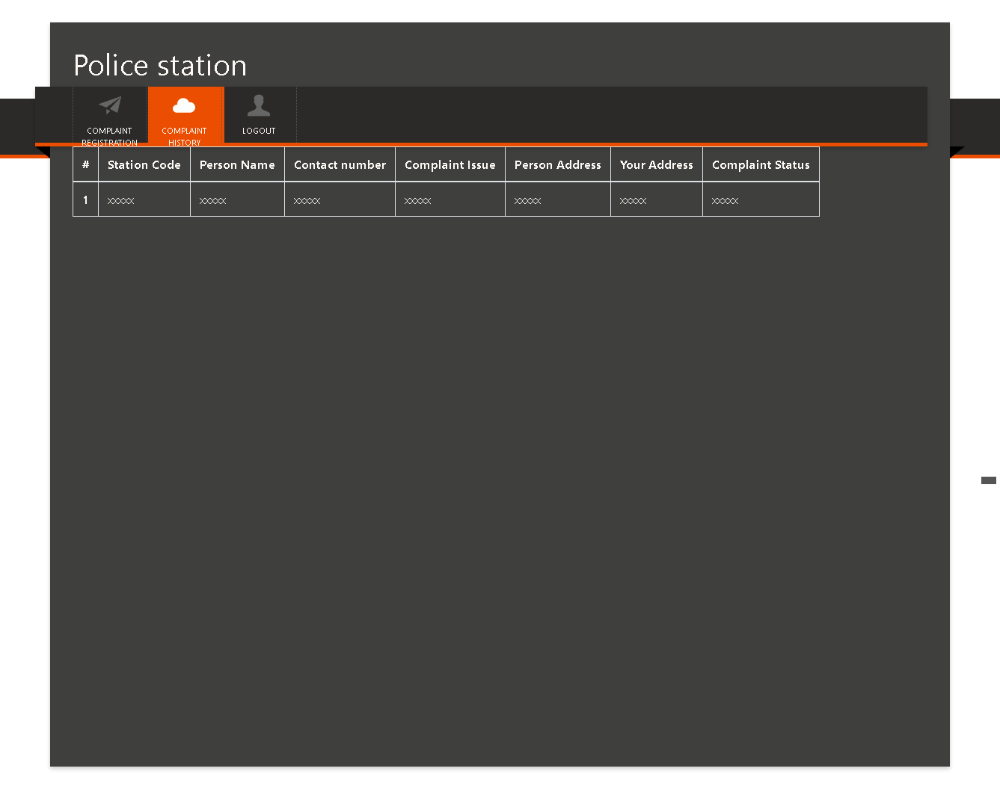 Police station
COMPLAINT REGISTRATION
COMPLAINT HISTORY
LOGOUT
# Station Code Person Name Contact number Complaint Issue Person Address Your Address Complaint Status
1 xxxxx xxxxx xxxxx xxxxx xxxxx xxxxx xxxxx